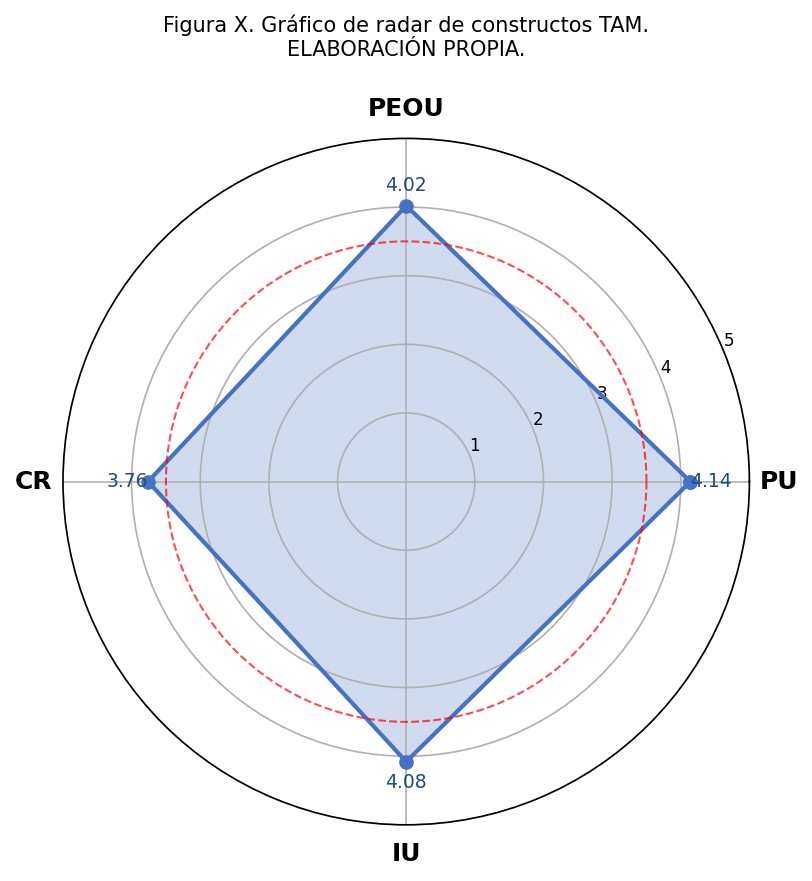 Figura X. Gráfico de radar de constructos TAM.
ELABORACIÓN PROPIA.
PEOU
4.02
5
4
3
2
1
CR
3.76
4.14
PU
4.08
IU